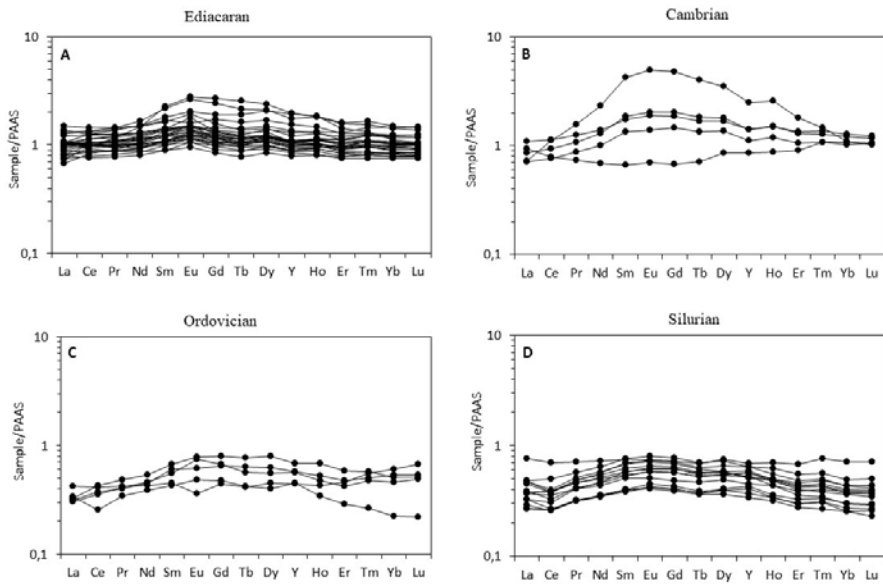 Ediacaran
A
10
1
0,1
Sample/PAAS
La Ce Pr Nd Sm Eu Gd Tb Dy Y Ho Er Tm Yb Lu
Cambrian
B
10
1
0,1
Sample/PAAS
La Ce Pr Nd Sm Eu Gd Tb Dy Y Ho Er Tm Yb Lu
Ordovician
C
10
1
0,1
Sample/PAAS
La Ce Pr Nd Sm Eu Gd Tb Dy Y Ho Er Tm Yb Lu
Silurian
D
10
1
0,1
Sample/PAAS
La Ce Pr Nd Sm Eu Gd Tb Dy Y Ho Er Tm Yb Lu